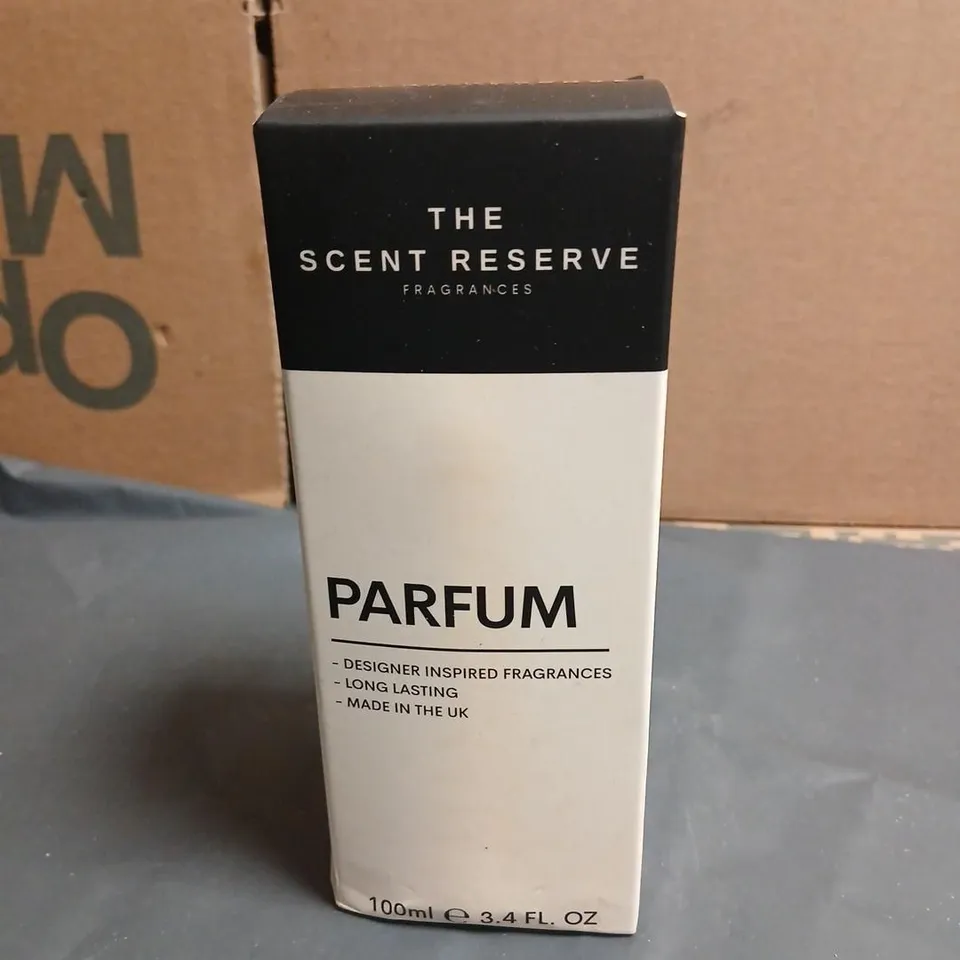 THE
SCENT RESERVE
FRAGRANCES
PARFUM
- DESIGNER INSPIRED FRAGRANCES
- LONG LASTING
- MADE IN THE UK
100ml ℮ 3.4 FL. OZ